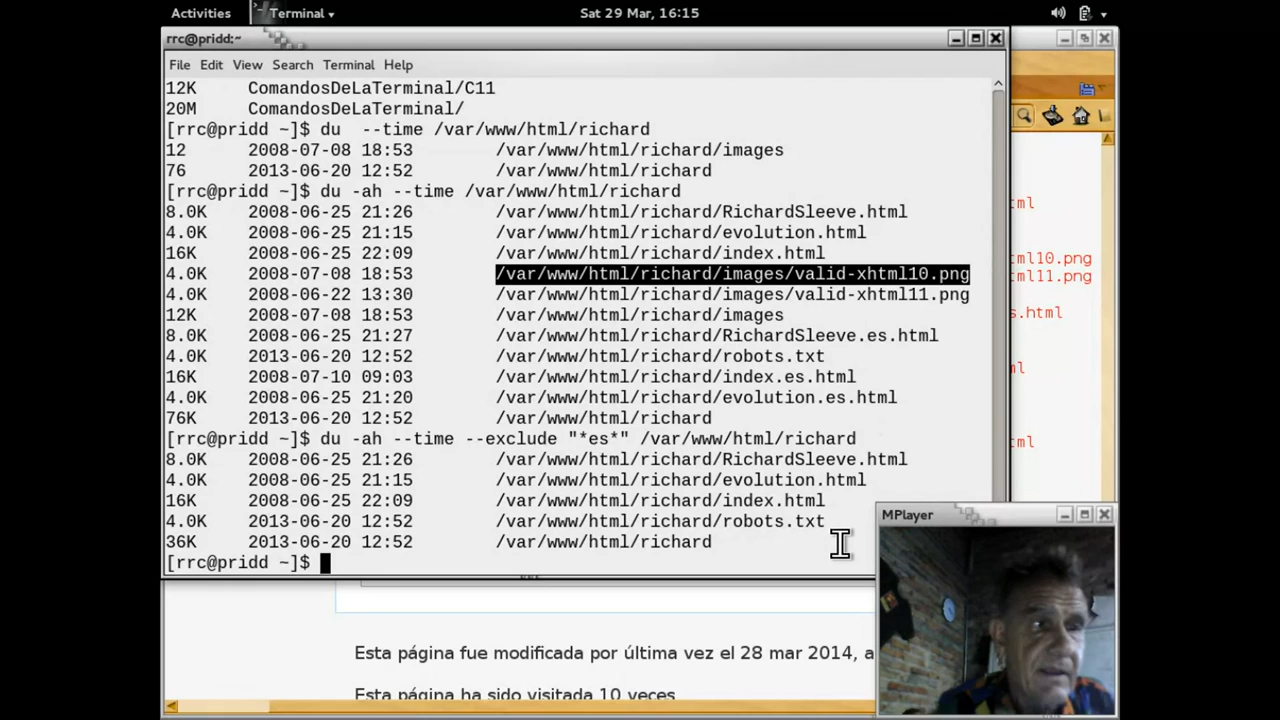 Activities Terminal Sat 29 Mar, 16:15
rrc@pridd:~
File Edit View Search Terminal Help
12K ComandosDeLaTerminal/C11
20M ComandosDeLaTerminal/
[rrc@pridd ~]$ du  --time /var/www/html/richard
12 2008-07-08 18:53 /var/www/html/richard/images
76 2013-06-20 12:52 /var/www/html/richard
[rrc@pridd ~]$ du -ah --time /var/www/html/richard
8.0K 2008-06-25 21:26 /var/www/html/richard/RichardSleeve.html
4.0K 2008-06-25 21:15 /var/www/html/richard/evolution.html
16K 2008-06-25 22:09 /var/www/html/richard/index.html
4.0K 2008-07-08 18:53 /var/www/html/richard/images/valid-xhtml10.png
4.0K 2008-06-22 13:30 /var/www/html/richard/images/valid-xhtml11.png
12K 2008-07-08 18:53 /var/www/html/richard/images
8.0K 2008-06-25 21:27 /var/www/html/richard/RichardSleeve.es.html
4.0K 2013-06-20 12:52 /var/www/html/richard/robots.txt
16K 2008-07-10 09:03 /var/www/html/richard/index.es.html
4.0K 2008-06-25 21:20 /var/www/html/richard/evolution.es.html
76K 2013-06-20 12:52 /var/www/html/richard
[rrc@pridd ~]$ du -ah --time --exclude "*es*" /var/www/html/richard
8.0K 2008-06-25 21:26 /var/www/html/richard/RichardSleeve.html
4.0K 2008-06-25 21:15 /var/www/html/richard/evolution.html
16K 2008-06-25 22:09 /var/www/html/richard/index.html
4.0K 2013-06-20 12:52 /var/www/html/richard/robots.txt
36K 2013-06-20 12:52 /var/www/html/richard
[rrc@pridd ~]$
ml
ml10.png
ml11.png
s.html
ml
ml
MPlayer
Esta página fue modificada por última vez el 28 mar 2014, a
Esta página ha sido visitada 10 veces